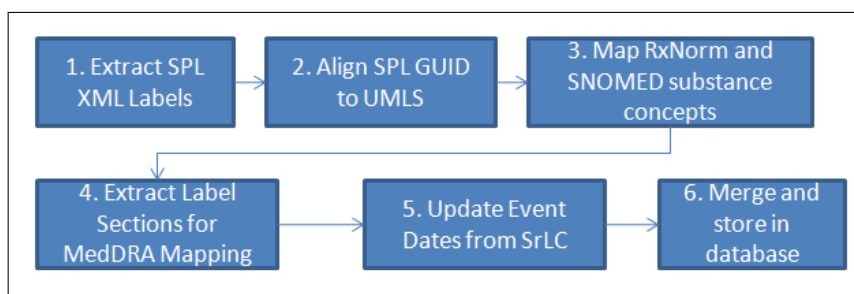 1. Extract SPL
XML Labels
2. Align SPL GUID
to UMLS
3. Map RxNorm and
SNOMED substance
concepts
4. Extract Label
Sections for
MedDRA Mapping
5. Update Event
Dates from SrLC
6. Merge and
store in
database